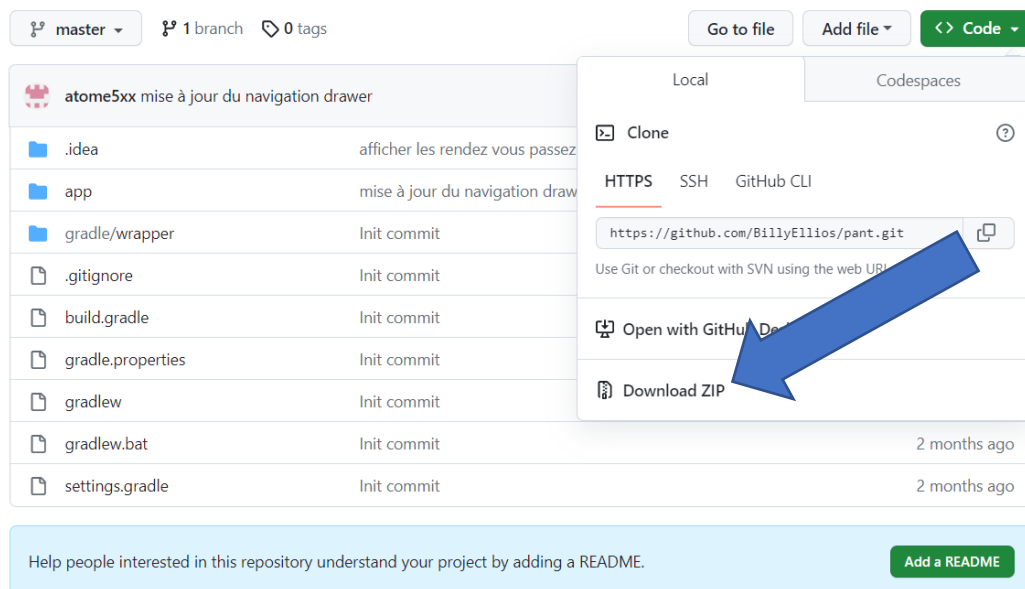 master 1 branch 0 tags Go to file Add file <> Code
Local Codespaces
atome5xx mise à jour du navigation drawer
Clone
HTTPS SSH GitHub CLI
https://github.com/BillyEllios/pant.git
Use Git or checkout with SVN using the web
Open with
Download ZIP
.idea afficher les rendez vous passez
app mise à jour du navigation draw
gradle/wrapper Init commit
.gitignore Init commit
build.gradle Init commit
gradle.properties Init commit
gradlew Init commit
gradlew.bat Init commit 2 months ago
settings.gradle Init commit 2 months ago
Help people interested in this repository understand your project by adding a README. Add a README